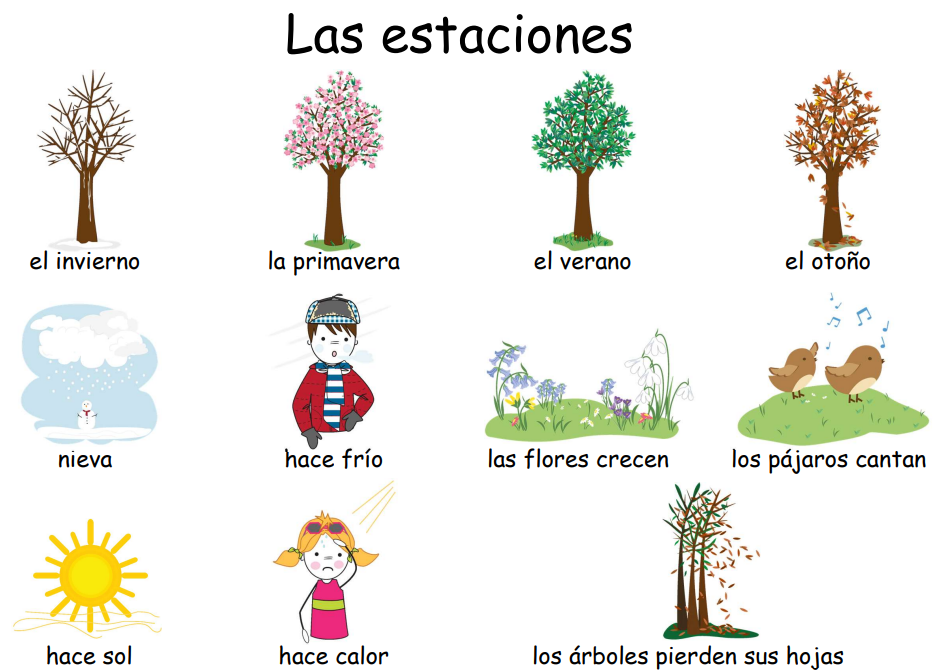 Las estaciones
el invierno
la primavera
el verano
el otoño
nieva
hace frío
las flores crecen
los pájaros cantan
hace sol
hace calor
los árboles pierden sus hojas